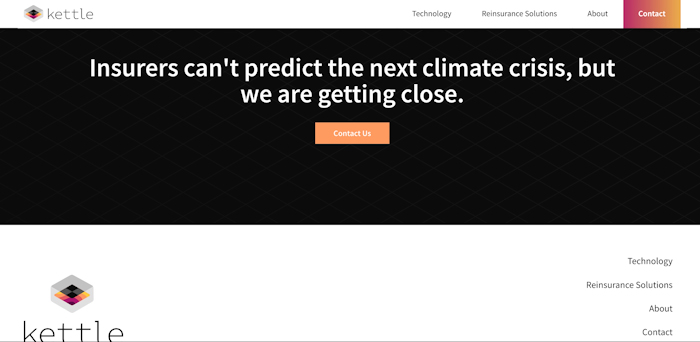 kettle
Technology
Reinsurance Solutions
About
Contact
Insurers can't predict the next climate crisis, but
we are getting close.
Contact Us
Technology
Reinsurance Solutions
About
Contact
kettle